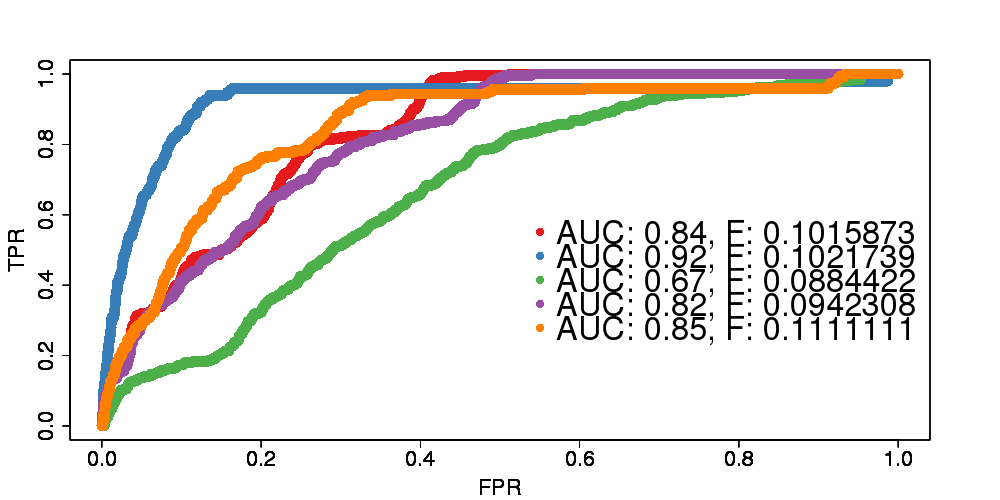 1.0
0.8
0.6
0.4
0.2
0.0
TPR
AUC: 0.84, F: 0.1015873
AUC: 0.92, F: 0.1021739
AUC: 0.67, F: 0.0884422
AUC: 0.82, F: 0.0942308
AUC: 0.85, F: 0.1111111
0.0 0.2 0.4 0.6 0.8 1.0
FPR